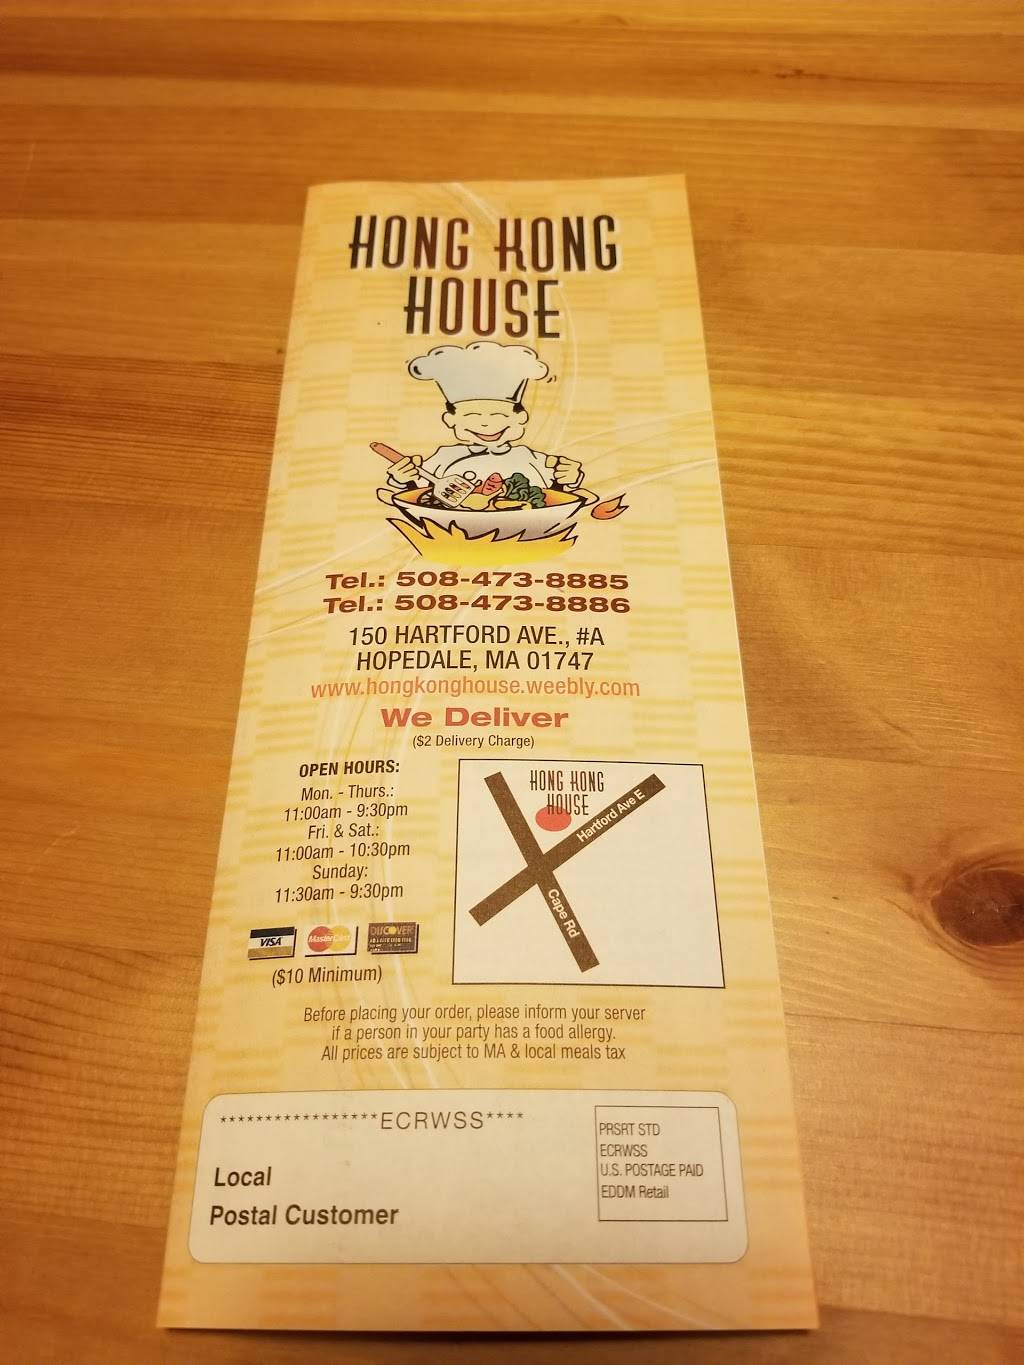 HONG KONG
HOUSE
Tel.: 508-473-8885
Tel.: 508-473-8886
150 HARTFORD AVE., #A
HOPEDALE, MA 01747
www.hongkonghouse.weebly.com
We Deliver
($2 Delivery Charge)
OPEN HOURS:
Mon. - Thurs.:
11:00am - 9:30pm
Fri. & Sat.:
11:00am - 10:30pm
Sunday:
11:30am - 9:30pm
VISA
MasterCard
DISCOVER
($10 Minimum)
HONG KONG
HOUSE
Hartford Ave E
Cape Rd
Before placing your order, please inform your server
if a person in your party has a food allergy.
All prices are subject to MA & local meals tax
*****************ECRWSS****
Local
Postal Customer
PRSRT STD
ECRWSS
U.S. POSTAGE PAID
EDDM Retail